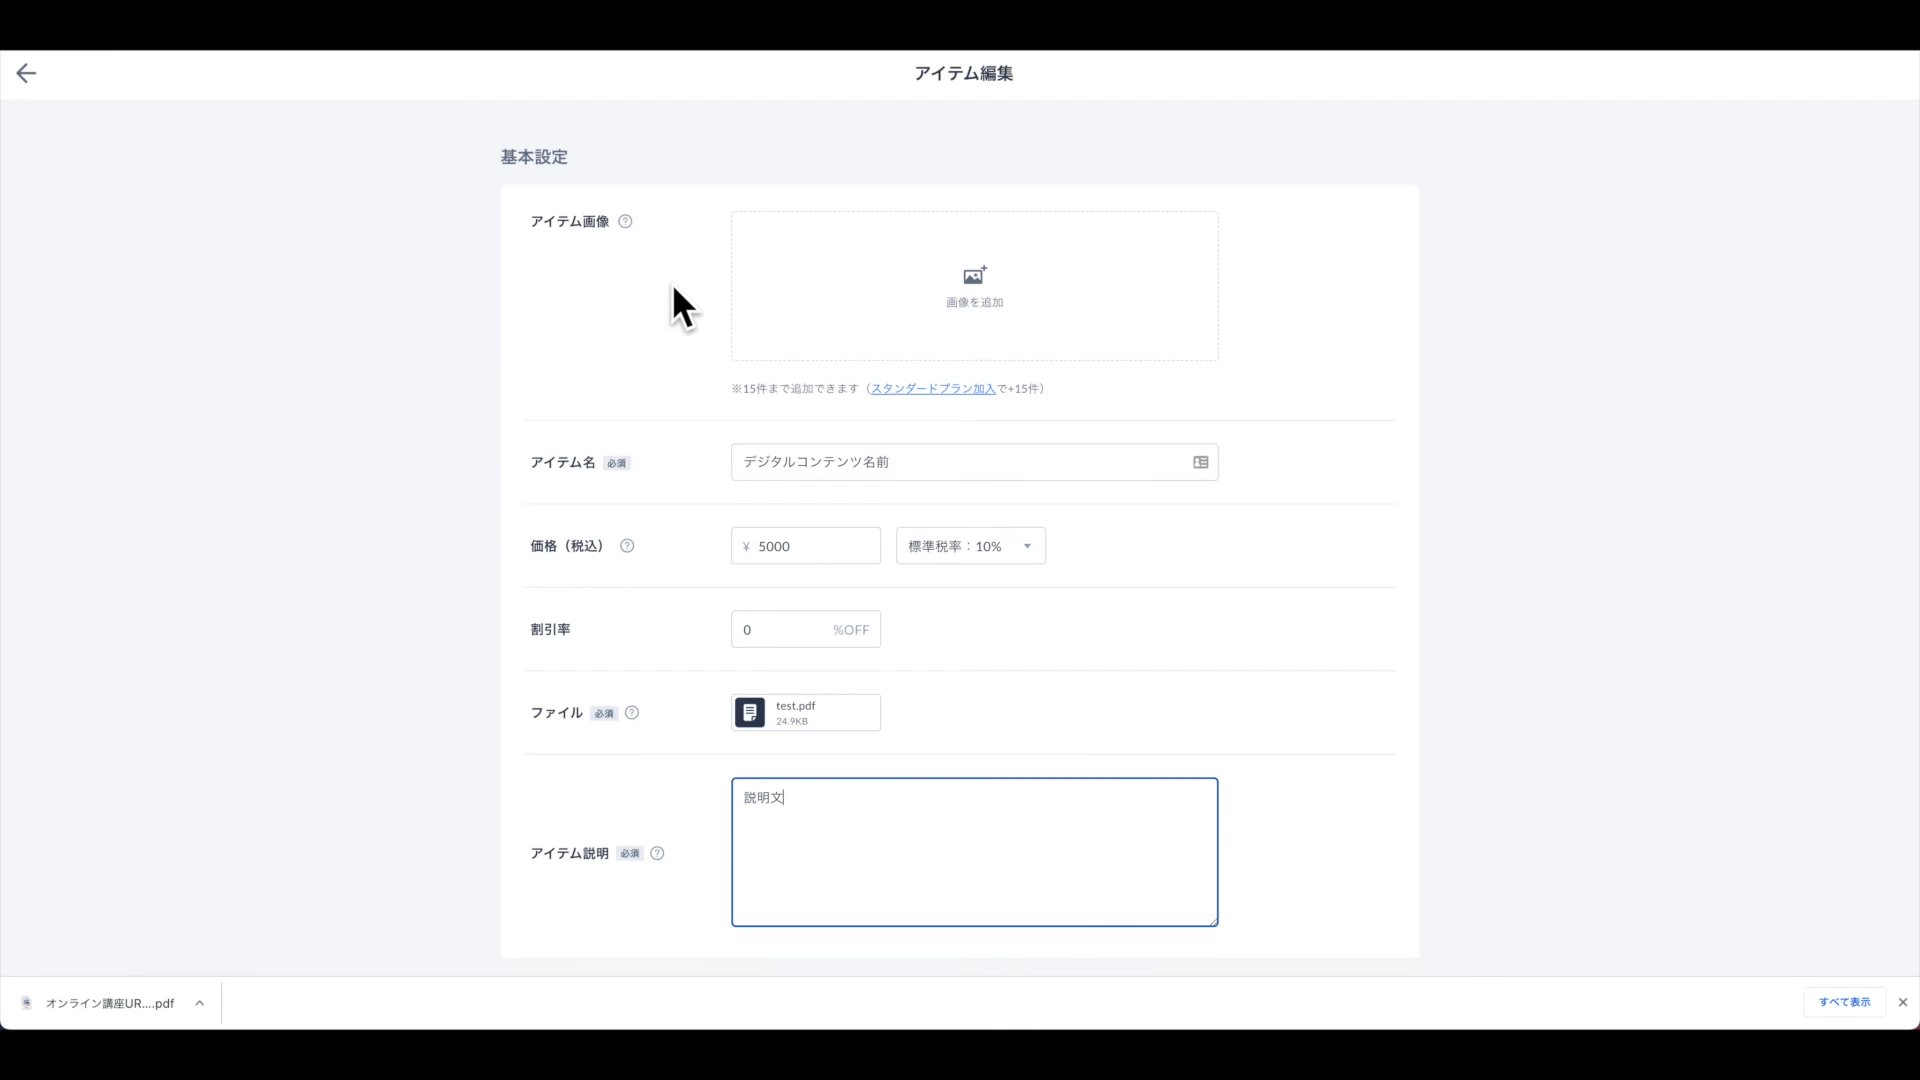 アイテム編集
基本設定
アイテム画像
画像を追加
※15件まで追加できます（スタンダードプラン加入で+15件）
アイテム名 必須
デジタルコンテンツ名前
価格（税込）
¥ 5000
標準税率：10%
割引率
0 %OFF
ファイル 必須
test.pdf
24.9KB
アイテム説明 必須
説明文
オンライン講座UR....pdf
すべて表示